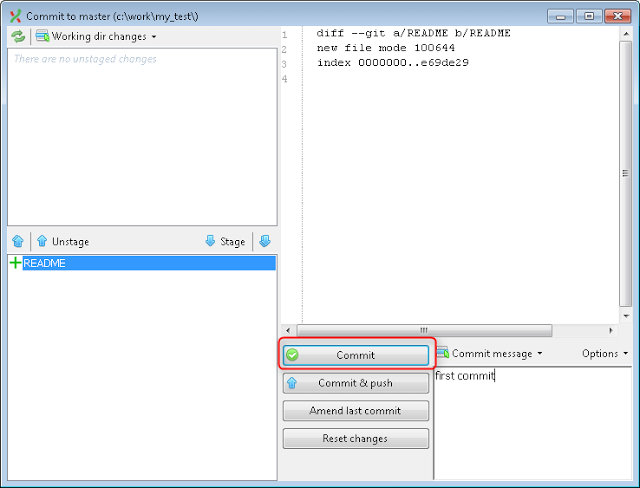 Commit to master (c:\work\my_test\)
Working dir changes
There are no unstaged changes
1 diff --git a/README b/README
2 new file mode 100644
3 index 0000000..e69de29
4
Unstage
Stage
README
Commit
Commit & push
Amend last commit
Reset changes
Commit message
Options
first commit